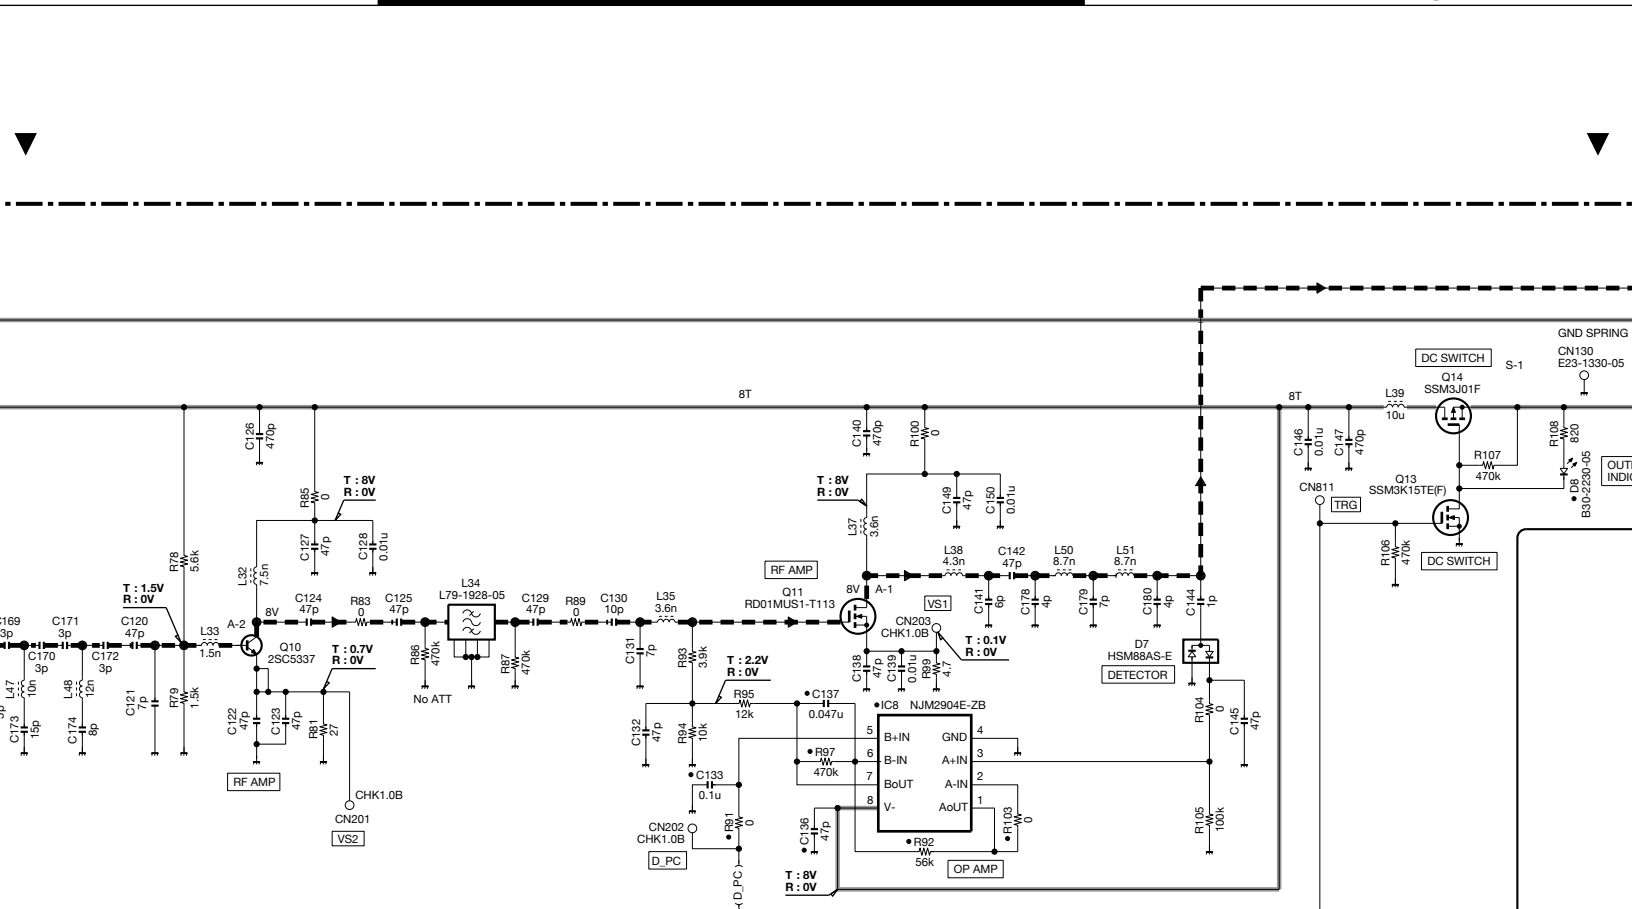 GND SPRING
CN130
E23-1330-05
DC SWITCH
S-1
Q14
SSM3J01F
8T
8T
L39
10u
C126
470p
C140
470p
R100
0
C146
0.01u
C147
470p
R108
820
R107
470k
D8
B30-2230-05
Q13
SSM3K15TE(F)
CN811
TRG
R106
470k
DC SWITCH
T : 8V
R : 0V
R85
0
T : 8V
R : 0V
C149
47p
C150
0.01u
L37
3.6n
R78
5.6k
L32
7.5n
C127
47p
C128
0.01u
T : 1.5V
R : 0V
L34
L79-1928-05
RF AMP
Q11
RD01MUS1-T113
8V
A-1
L38
4.3n
C142
47p
L50
8.7n
L51
8.7n
VS1
C141
6p
C178
4p
C179
7p
C180
4p
C144
1p
C169
3p
C171
3p
C120
47p
L33
1.5n
A-2
8V
C124
47p
R83
0
C125
47p
C129
47p
R89
0
C130
10p
L35
3.6n
CN203
CHK1.0B
T : 0.1V
R : 0V
C170
3p
C172
3p
Q10
2SC5337
T : 0.7V
R : 0V
R86
470k
R87
470k
C131
7p
R93
3.9k
T : 2.2V
R : 0V
C138
47p
C139
0.01u
R99
4.7
D7
HSM88AS-E
DETECTOR
L47
10n
L48
12n
C121
7p
R79
1.5k
No ATT
C173
15p
C174
8p
C122
47p
C123
47p
R81
27
C132
47p
R94
10k
R95
12k
C137
0.047u
IC8
NJM2904E-ZB
R104
0
C145
47p
5
B+IN
GND
4
6
B-IN
A+IN
3
7
BoUT
A-IN
2
8
V-
AoUT
1
R97
470k
RF AMP
CHK1.0B
CN201
VS2
C133
0.1u
CN202
CHK1.0B
D_PC
R91
0
C136
47p
R103
0
R92
56k
OP AMP
R105
100k
T : 8V
R : 0V
D_PC